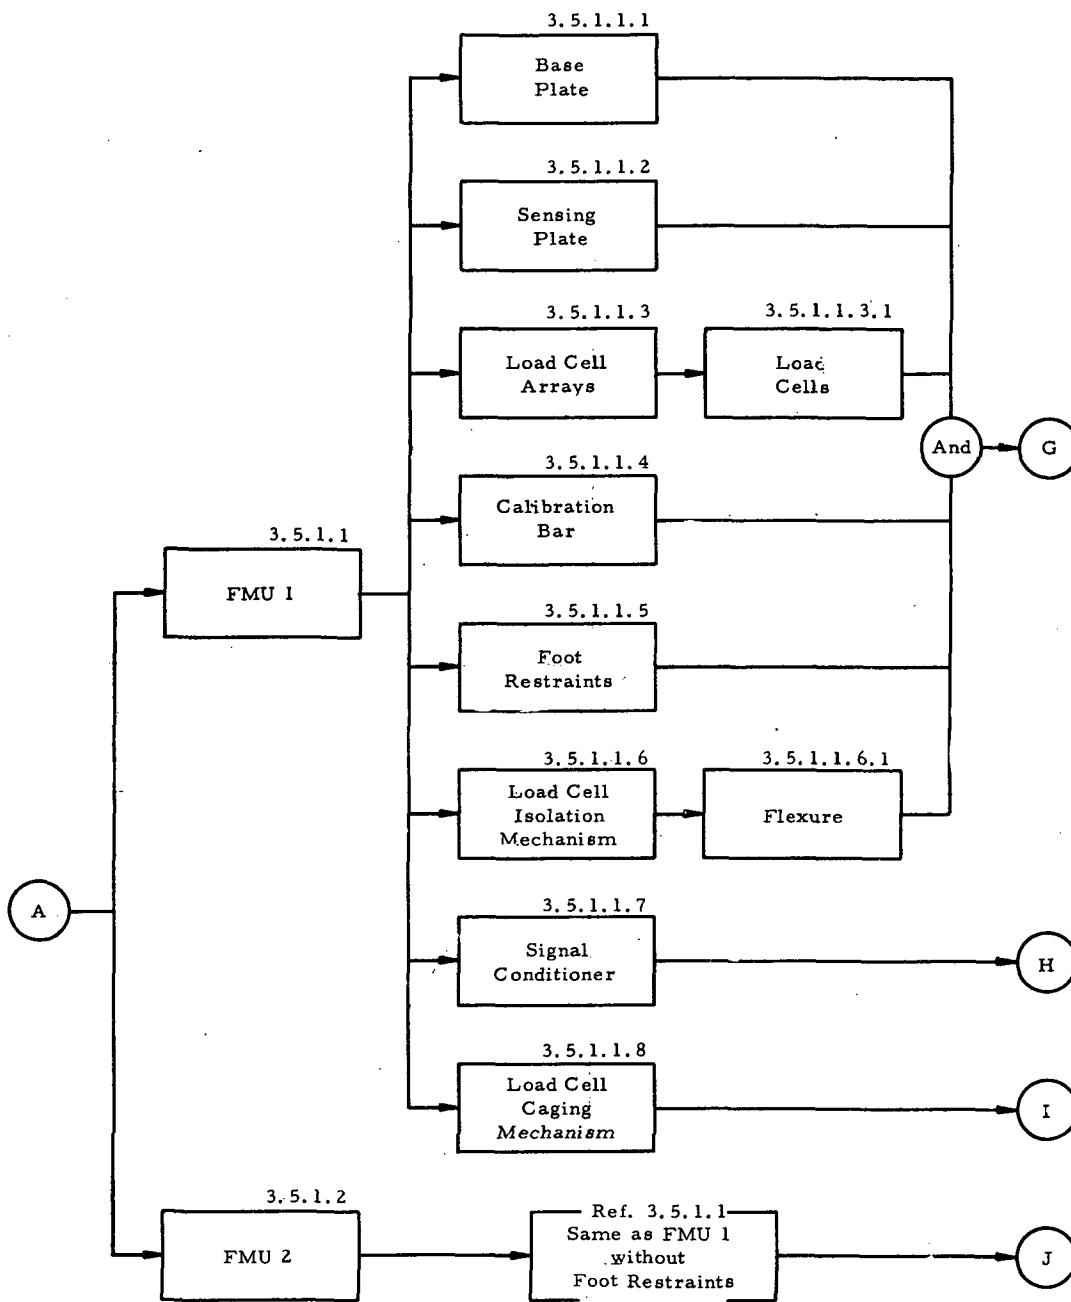 3.5.1.1.1
Base
Plate
3.5.1.1.2
Sensing
Plate
3.5.1.1.3
Load Cell
Arrays
3.5.1.1.3.1
Load
Cells
And
G
3.5.1.1.4
Calibration
Bar
3.5.1.1
FMU 1
3.5.1.1.5
Foot
Restraints
3.5.1.1.6
Load Cell
Isolation
Mechanism
3.5.1.1.6.1
Flexure
A
3.5.1.1.7
Signal
Conditioner
H
3.5.1.1.8
Load Cell
Caging
Mechanism
I
3.5.1.2
FMU 2
Ref. 3.5.1.1
Same as FMU 1
without
Foot Restraints
J